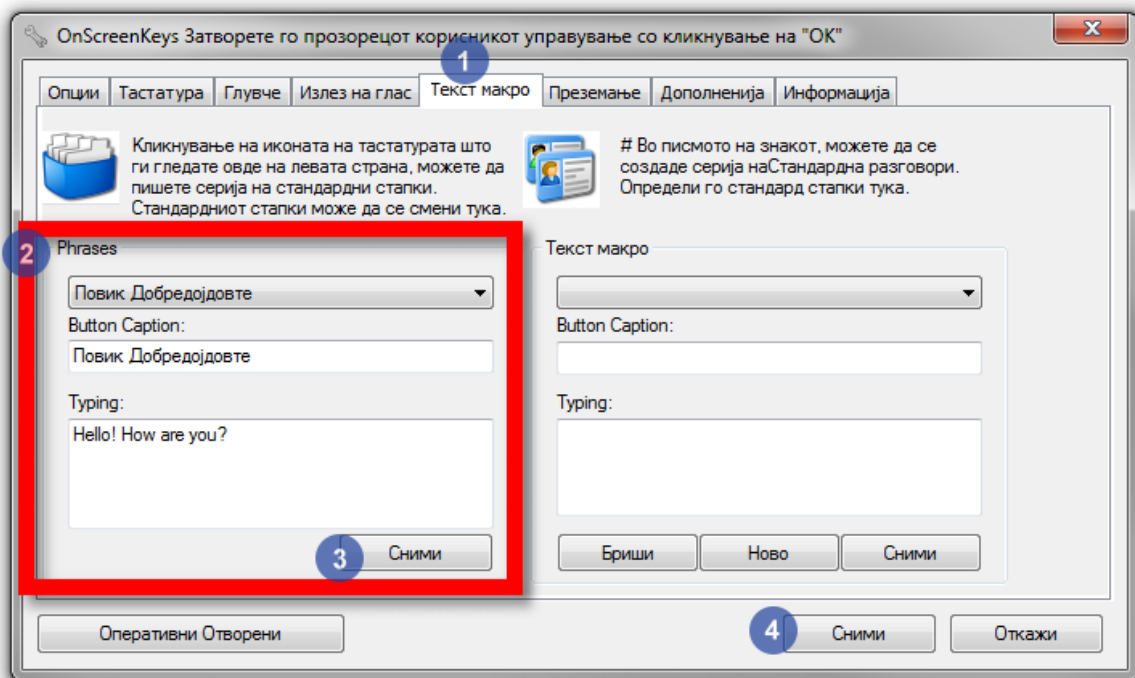 OnScreenKeys Затворете го прозорецот корисникот управување со кликнување на "OK"
1
Опции Тастатура Глувче Излез на глас Текст макро Преземање Дополненија Информација
Кликнување на иконата на тастатурата што
ги гледате овде на левата страна, можете да
пишете серија на стандардни стапки.
Стандардниот стапки може да се смени тука.
# Во писмото на знакот, можете да се
создаде серија наСтандардна разговори.
Определи го стандард стапки тука.
2
Phrases
Повик Добредојдовте
Button Caption:
Повик Добредојдовте
Typing:
Hello! How are you?
3
Сними
Текст макро
Button Caption:
Typing:
Бриши Ново Сними
Оперативни Отворени
4
Сними
Откажи